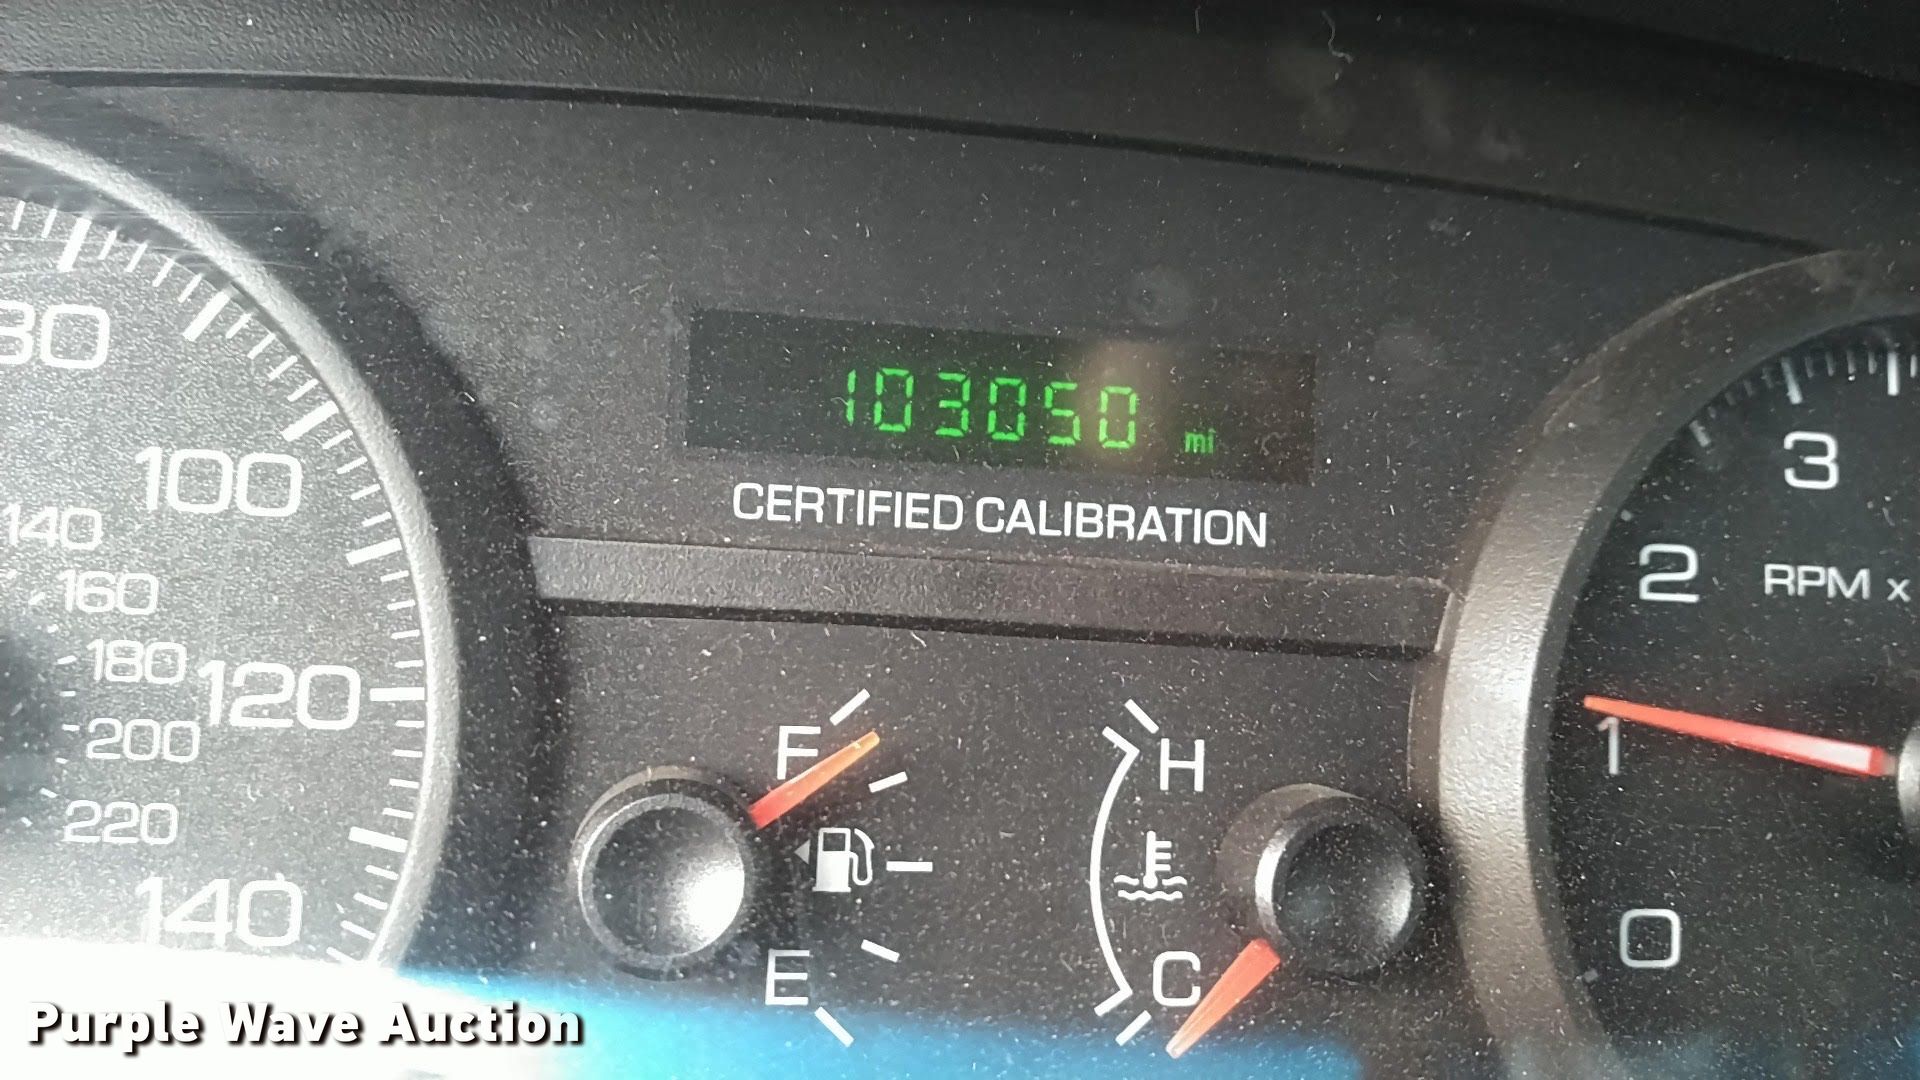 103050 mi
CERTIFIED CALIBRATION
80
100
120
140
140
160
180
200
220
F
E
H
C
3
2
RPM x
1
0
Purple Wave Auction